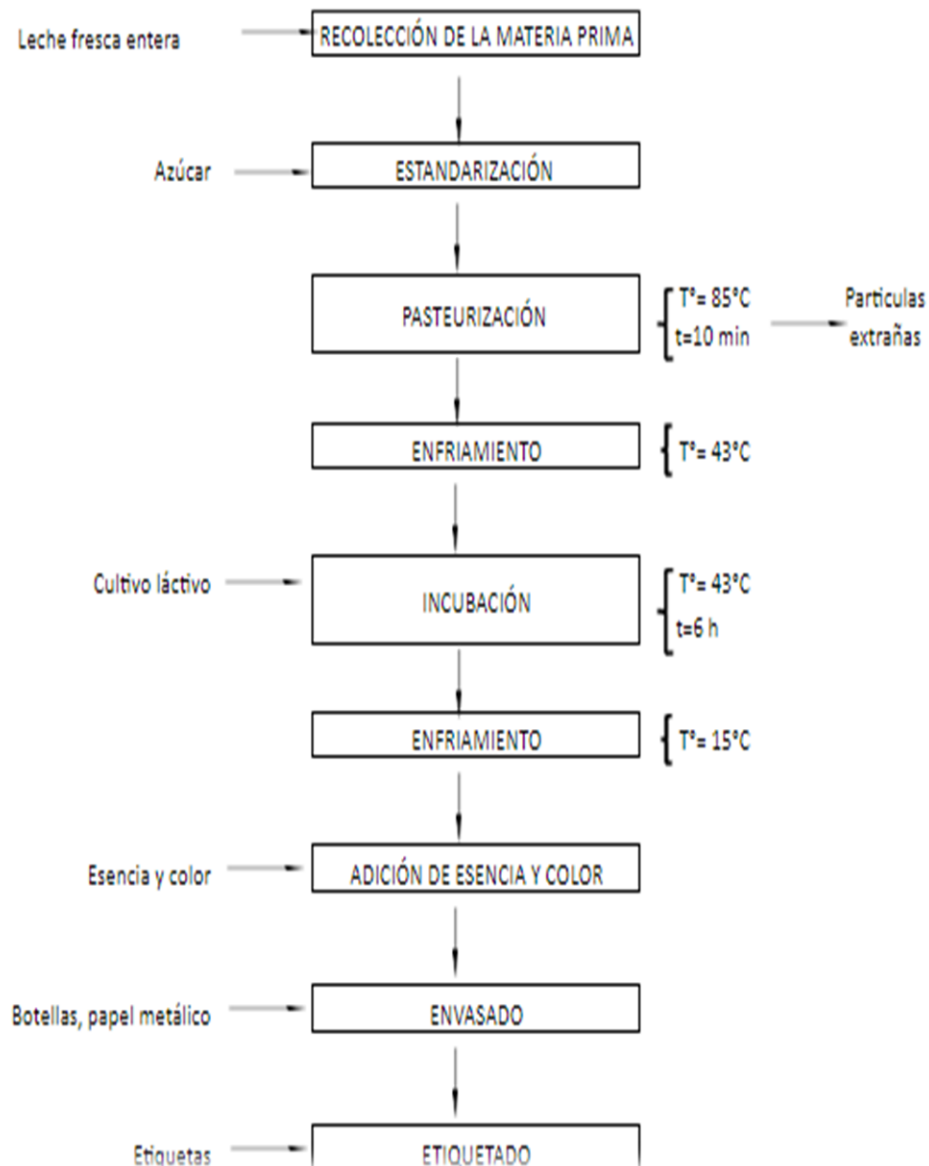 Leche fresca entera
RECOLECCIÓN DE LA MATERIA PRIMA
Azúcar
ESTANDARIZACIÓN
PASTEURIZACIÓN
T°= 85°C
t=10 min
Particulas
extrañas
ENFRIAMIENTO
T°= 43°C
Cultivo láctivo
INCUBACIÓN
T°= 43°C
t=6 h
ENFRIAMIENTO
T°= 15°C
Esencia y color
ADICIÓN DE ESENCIA Y COLOR
Botellas, papel metálico
ENVASADO
Etiquetas
ETIQUETADO